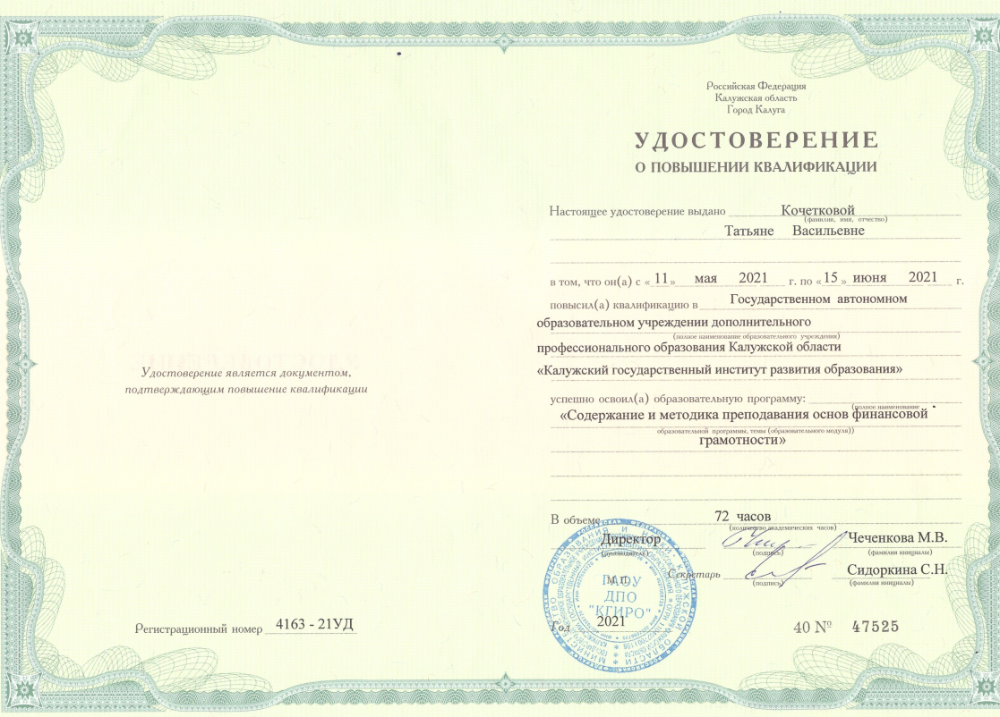 Удостоверение является документом,
подтверждающим повышение квалификации
Регистрационный номер 4163 - 21УД
Российская Федерация
Калужская область
Город Калуга
УДОСТОВЕРЕНИЕ
О ПОВЫШЕНИИ КВАЛИФИКАЦИИ
Настоящее удостоверение выдано Кочетковой
(фамилия, имя, отчество)
Татьяне Васильевне
в том, что он(а) с « 11 » мая 2021 г. по « 15 » июня 2021 г.
повысил(а) квалификацию в Государственном автономном
образовательном учреждении дополнительного
(полное наименование образовательного учреждения)
профессионального образования Калужской области
«Калужский государственный институт развития образования»
успешно освоил(а) образовательную программу:
(полное наименование
«Содержание и методика преподавания основ финансовой
образовательной программы, темы (образовательного модуля))
грамотности»
В объеме 72 часов
(количество академических часов)
Директор Чеченкова М.В.
(руководитель) (подпись) (фамилия инициалы)
Секретарь Сидоркина С.Н.
(подпись) (фамилия инициалы)
М.П.
ГАОУ
ДПО
"КГИРО"
Год 2021
40 № 47525